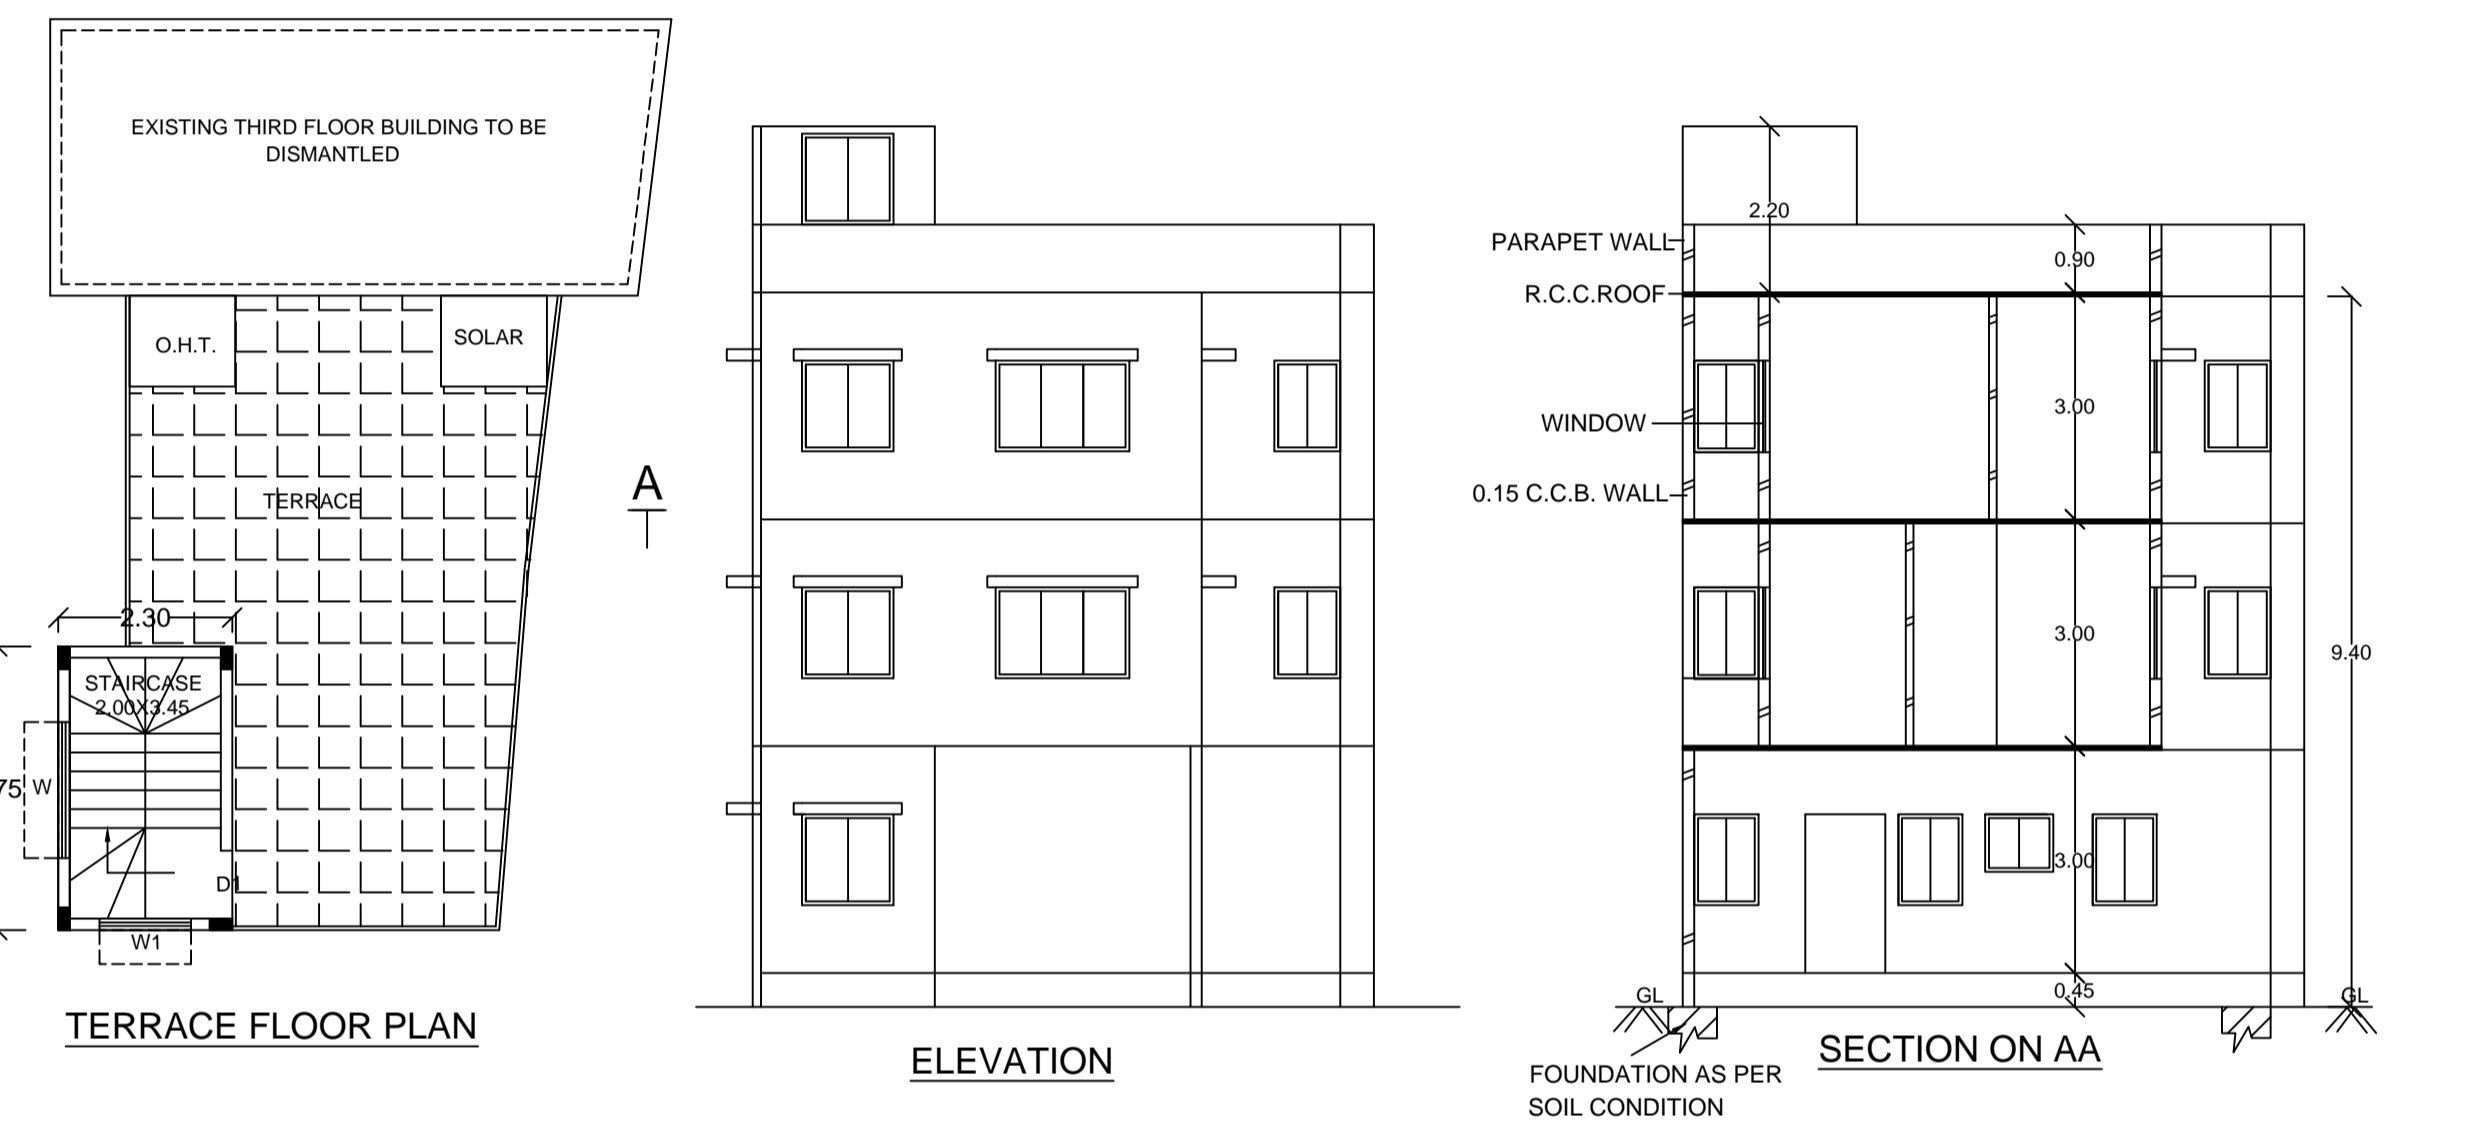 EXISTING THIRD FLOOR BUILDING TO BE
DISMANTLED
O.H.T.
SOLAR
TERRACE
A
2.30
STAIRCASE
2.00X3.45
75
W
D1
W1
TERRACE FLOOR PLAN
ELEVATION
2.20
PARAPET WALL
0.90
R.C.C.ROOF
3.00
WINDOW
0.15 C.C.B. WALL
3.00
9.40
3.00
0.45
GL
GL
FOUNDATION AS PER
SOIL CONDITION
SECTION ON AA